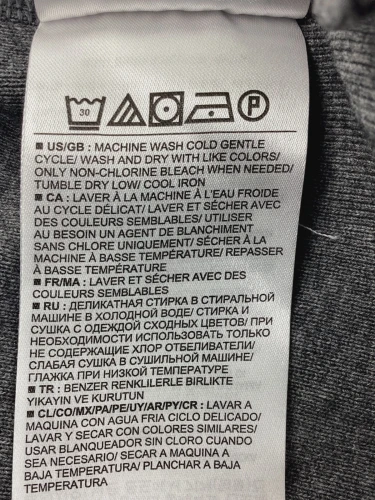 30 P
US/GB : MACHINE WASH COLD GENTLE
CYCLE/ WASH AND DRY WITH LIKE COLORS/
ONLY NON-CHLORINE BLEACH WHEN NEEDED/
TUMBLE DRY LOW/ COOL IRON
CA : LAVER À LA MACHINE À L'EAU FROIDE
AU CYCLE DÉLICAT/ LAVER ET SÉCHER AVEC
DES COULEURS SEMBLABLES/ UTILISER
AU BESOIN UN AGENT DE BLANCHIMENT
SANS CHLORE UNIQUEMENT/ SÉCHER À LA
MACHINE À BASSE TEMPÉRATURE/ REPASSER
À BASSE TEMPÉRATURE
FR/MA : LAVER ET SÉCHER AVEC DES
COULEURS SEMBLABLES
RU : ДЕЛИКАТНАЯ СТИРКА В СТИРАЛЬНОЙ
МАШИНЕ В ХОЛОДНОЙ ВОДЕ/ СТИРКА И
СУШКА С ОДЕЖДОЙ СХОДНЫХ ЦВЕТОВ/ ПРИ
НЕОБХОДИМОСТИ ИСПОЛЬЗОВАТЬ ТОЛЬКО
НЕ СОДЕРЖАЩИЕ ХЛОР ОТБЕЛИВАТЕЛИ/
СЛАБАЯ СУШКА В СУШИЛЬНОЙ МАШИНЕ/
ГЛАЖКА ПРИ НИЗКОЙ ТЕМПЕРАТУРЕ
TR : BENZER RENKLILERLE BIRLIKTE
YIKAYIN VE KURUTUN
CL/CO/MX/PA/PE/UY/AR/PY/CR : LAVAR A
MAQUINA CON AGUA FRIA CICLO DELICADO/
LAVAR Y SECAR CON COLORES SIMILARES/
USAR BLANQUEADOR SIN CLORO CUANDO
SEA NECESARIO/ SECAR A MAQUINA A
BAJA TEMPERATURA/ PLANCHAR A BAJA
TEMPERATURA